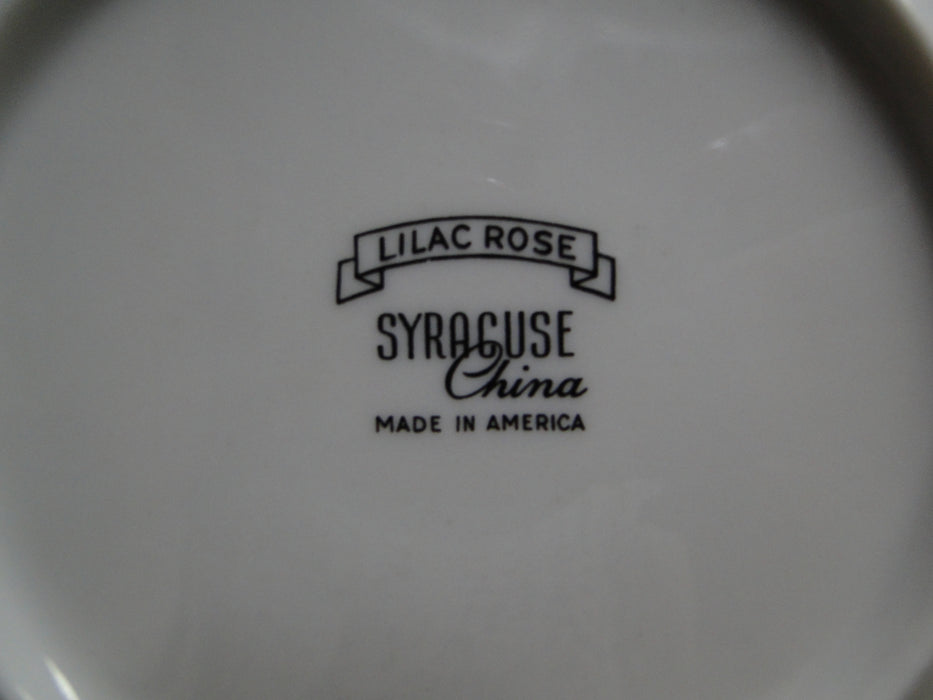 LILAC ROSE
SYRACUSE
China
MADE IN AMERICA